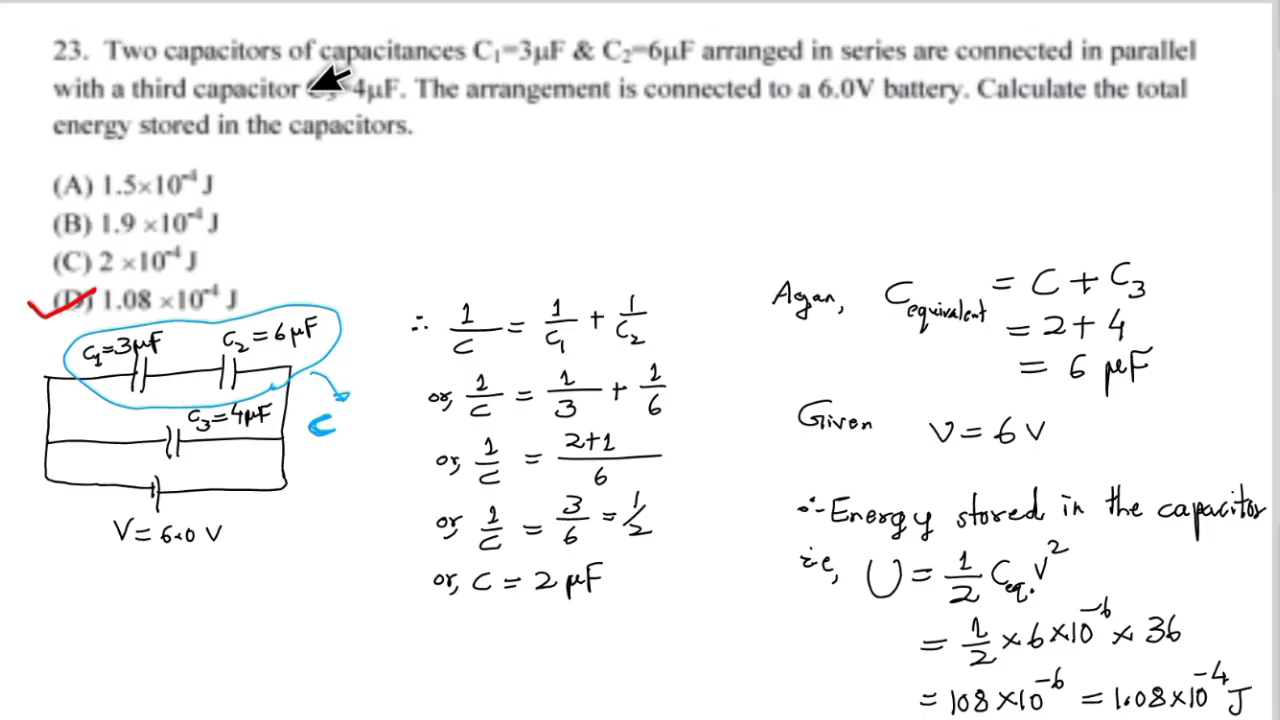 23. Two capacitors of capacitances C₁=3μF & C₂=6μF arranged in series are connected in parallel
with a third capacitor 4μF. The arrangement is connected to a 6.0V battery. Calculate the total
energy stored in the capacitors.
(A) 1.5×10⁻⁴ J
(B) 1.9 ×10⁻⁴ J
(C) 2 ×10⁻⁴ J
(D) 1.08 ×10⁻⁴ J
C₁=3μF
C₂=6μF
C₃=4μF
C
V=6.0 V
∴ 1/C = 1/C₁ + 1/C₂
or, 1/C = 1/3 + 1/6
or, 1/C = 2+1/6
or, 1/C = 3/6 = 1/2
or, C = 2 μF
Again, Cequivalent = C + C₃
= 2+4
= 6 μF
Given V = 6 V
∴ Energy stored in the capacitor
ie, U = 1/2 Ceq. V²
= 1/2 × 6×10⁻⁶ × 36
= 108 ×10⁻⁶ = 1.08×10⁻⁴ J